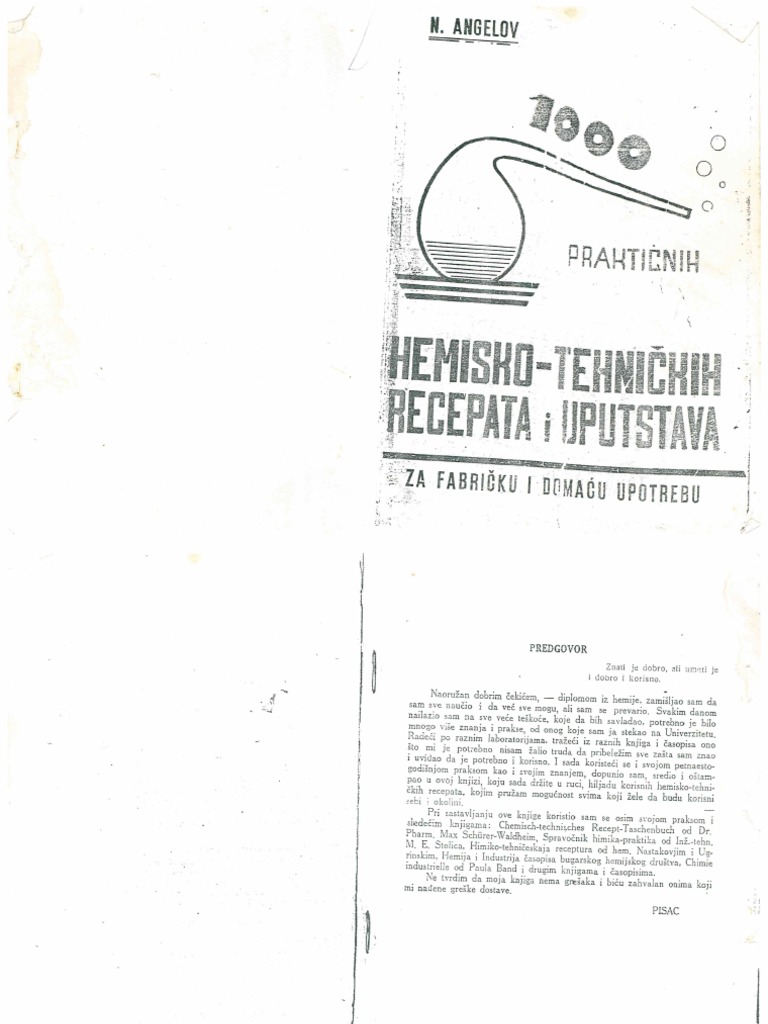 N. ANGELOV
1000
PRAKTIČNIH
HEMISKO-TEHNIČKIH
RECEPATA i UPUTSTAVA
ZA FABRIČKU I DOMAĆU UPOTREBU
PREDGOVOR
Znati je dobro, ali umeti je
i dobro i korisno.
Naoružan dobrim čekićem, — diplomom iz hemije, zamišljao sam da
sam sve naučio i da već sve mogu, ali sam se prevario. Svakim danom
nailazio sam na sve veće teškoće, koje da bih savladao, potrebno je bilo
mnogo više znanja i prakse, od onog koje sam ja stekao na Univerzitetu.
Radeći po raznim laboratorijama, tražeći iz raznih knjiga i časopisa ono
što mi je potrebno nisam žalio truda da pribeležim sve zašta sam znao
i uviđao da je potrebno i korisno. I sada koristeći se i svojom petnaesto-
godišnjom praksom kao i svojim znanjem, dopunio sam, sredio i oštam-
pao u ovoj knjizi, koju sada držite u ruci, hiljadu korisnih hemisko-tehni-
čkih recepata, kojim pružam mogućnost svima koji žele da budu korisni
sebi i okolini.
Pri sastavljanju ove knjige koristio sam se osim svojom praksom i
sledećim knjigama: Chemisch-technisches Recept-Taschenbuch od Dr.
Pharm. Max Schürer-Waldheim, Spravočnik himika-praktika od Inž.-tehn.
M. E. Stolica, Himiko-tehničeskaja receptura od hem. Nastakovjim i Ug-
rinskim, Hemija i Industrija časopisa bugarskog hemijskog društva, Chimie
industrielle od Paula Band i drugim knjigama i časopisima.
Ne tvrdim da moja knjiga nema grešaka i biću zahvalan onima koji
mi nađene greške dostave.
PISAC